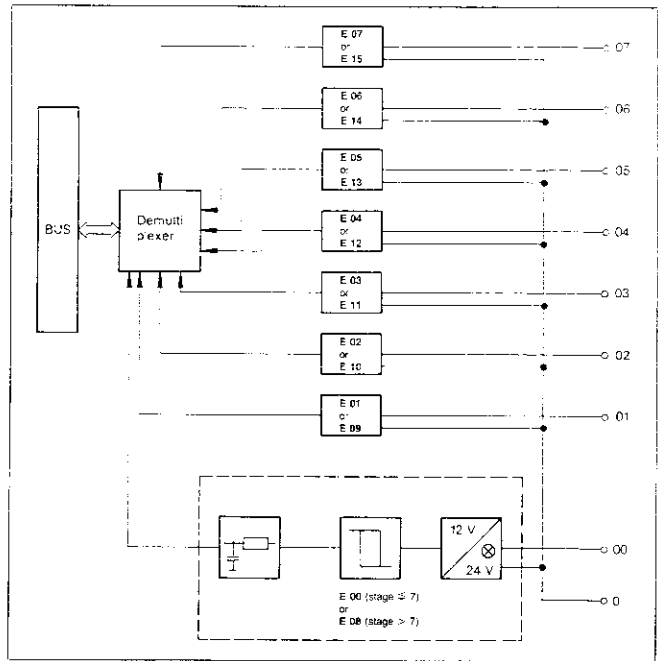 E 07
or
E 15
07
E 06
or
E 14
06
E 05
or
E 13
05
BUS
Demulti
plexer
E 04
or
E 12
04
E 03
or
E 11
03
E 02
or
E 10
02
E 01
or
E 09
01
12 V
24 V
00
E 00 (stage ≤ 7)
or
E 08 (stage > 7)
0